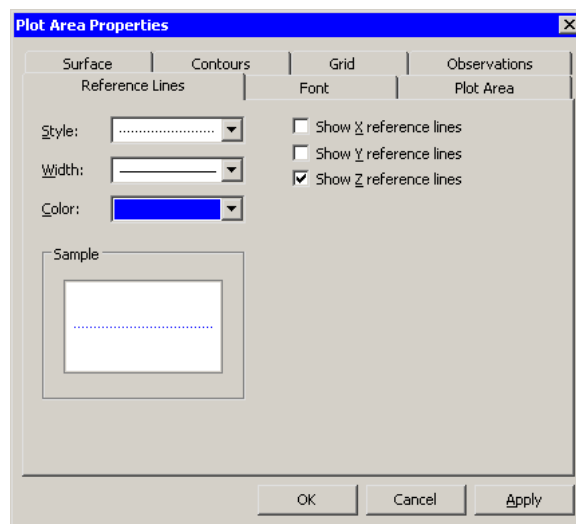 Plot Area Properties
Surface Contours Grid Observations
Reference Lines Font Plot Area
Style:
Show X reference lines
Show Y reference lines
Width:
Show Z reference lines
Color:
Sample
OK Cancel Apply